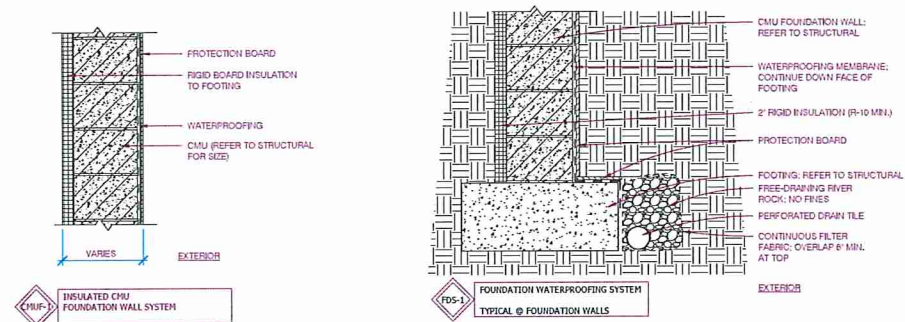 PROTECTION BOARD
RIGID BOARD INSULATION
TO FOOTING
WATERPROOFING
CMU (REFER TO STRUCTURAL
FOR SIZE)
VARIES
EXTERIOR
CMUF-1
INSULATED CMU
FOUNDATION WALL SYSTEM
CMU FOUNDATION WALL;
REFER TO STRUCTURAL
WATERPROOFING MEMBRANE;
CONTINUE DOWN FACE OF
FOOTING
2" RIGID INSULATION (R-10 MIN.)
PROTECTION BOARD
FOOTING; REFER TO STRUCTURAL
FREE-DRAINING RIVER
ROCK; NO FINES
PERFORATED DRAIN TILE
CONTINUOUS FILTER
FABRIC; OVERLAP 6" MIN.
AT TOP
EXTERIOR
FDS-1
FOUNDATION WATERPROOFING SYSTEM
TYPICAL @ FOUNDATION WALLS